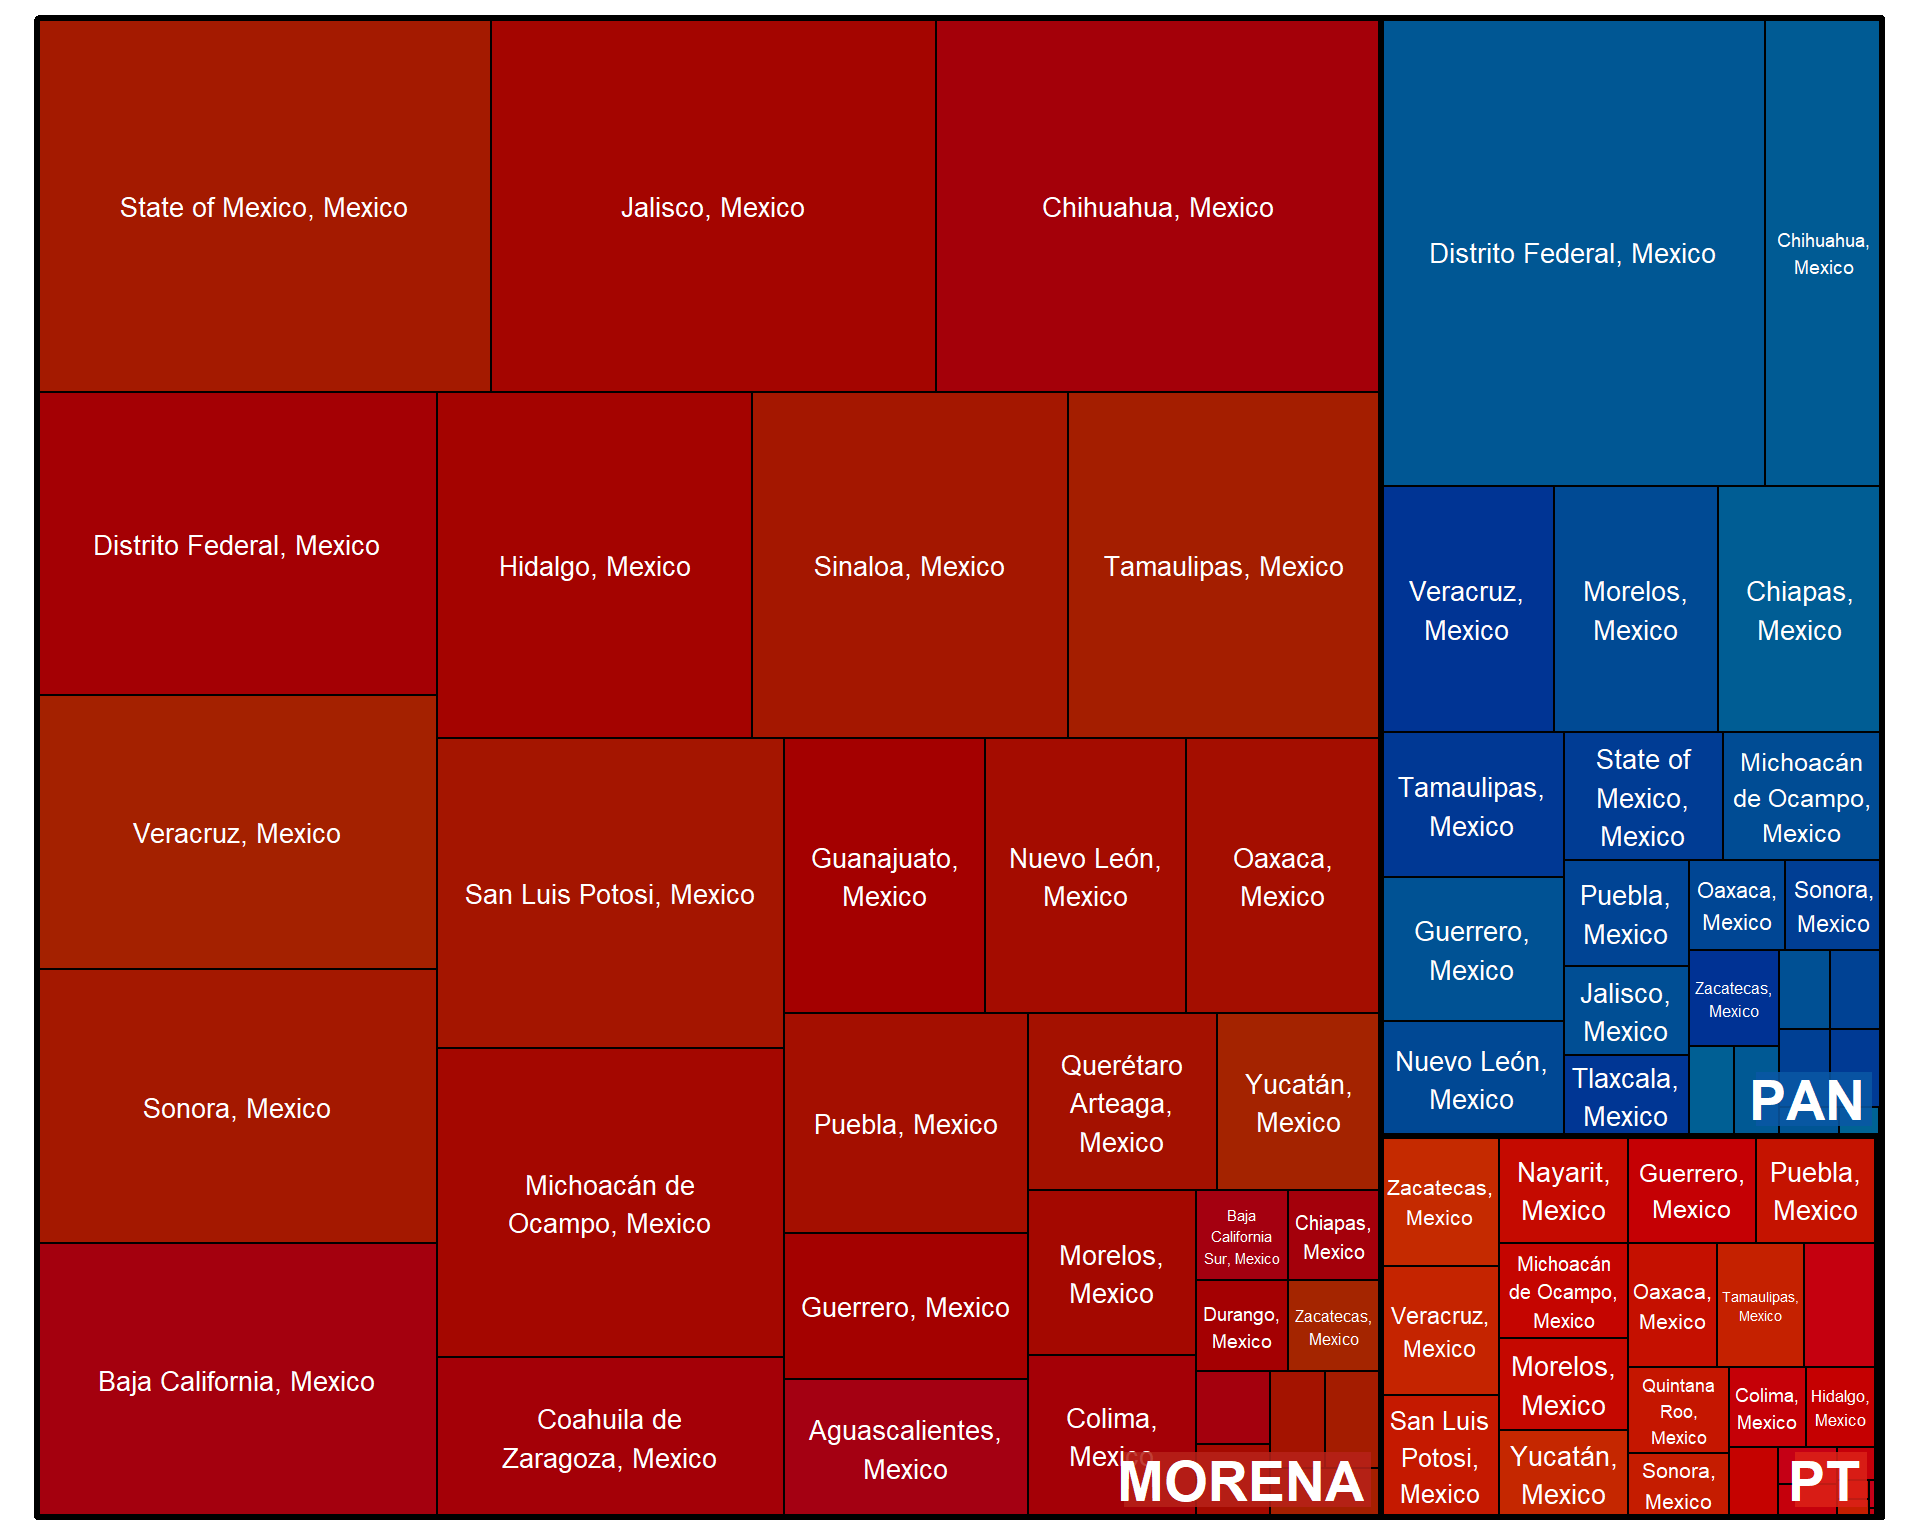 State of Mexico, Mexico
Jalisco, Mexico
Chihuahua, Mexico
Distrito Federal, Mexico
Hidalgo, Mexico
Sinaloa, Mexico
Tamaulipas, Mexico
Veracruz, Mexico
San Luis Potosi, Mexico
Guanajuato,
Mexico
Nuevo León,
Mexico
Oaxaca,
Mexico
Sonora, Mexico
Michoacán de
Ocampo, Mexico
Puebla, Mexico
Querétaro
Arteaga,
Mexico
Yucatán,
Mexico
Baja California, Mexico
Coahuila de
Zaragoza, Mexico
Guerrero, Mexico
Aguascalientes,
Mexico
Morelos,
Mexico
Colima,
Mexico
Baja
California
Sur, Mexico
Chiapas,
Mexico
Durango,
Mexico
Zacatecas,
Mexico
MORENA
Distrito Federal, Mexico
Chihuahua,
Mexico
Veracruz,
Mexico
Morelos,
Mexico
Chiapas,
Mexico
Tamaulipas,
Mexico
State of
Mexico,
Mexico
Michoacán
de Ocampo,
Mexico
Guerrero,
Mexico
Puebla,
Mexico
Oaxaca,
Mexico
Sonora,
Mexico
Jalisco,
Mexico
Zacatecas,
Mexico
Nuevo León,
Mexico
Tlaxcala,
Mexico
PAN
Zacatecas,
Mexico
Nayarit,
Mexico
Guerrero,
Mexico
Puebla,
Mexico
Veracruz,
Mexico
Michoacán
de Ocampo,
Mexico
Oaxaca,
Mexico
Tamaulipas,
Mexico
Morelos,
Mexico
San Luis
Potosi,
Mexico
Yucatán,
Mexico
Quintana
Roo,
Mexico
Colima,
Mexico
Hidalgo,
Mexico
Sonora,
Mexico
PT